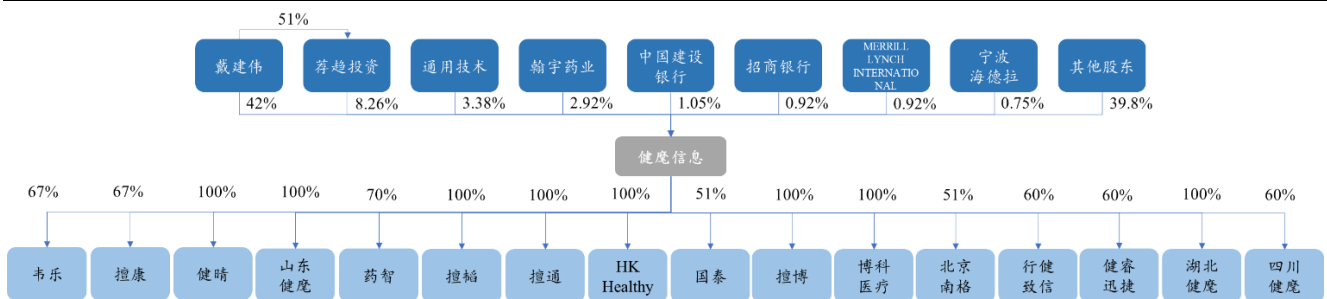 51%
戴建伟
荐趋投资
通用技术
翰宇药业
中国建设
银行
招商银行
MERRILL
LYNCH
INTERNATIO
NAL
宁波
海德拉
其他股东
42%
8.26%
3.38%
2.92%
1.05%
0.92%
0.92%
0.75%
39.8%
健麾信息
67%
67%
100%
100%
70%
100%
100%
100%
51%
100%
100%
51%
60%
60%
100%
60%
韦乐
擅康
健晴
山东
健麾
药智
擅韬
擅通
HK
Healthy
国泰
擅博
博科
医疗
北京
南格
行健
致信
健睿
迅捷
湖北
健麾
四川
健麾